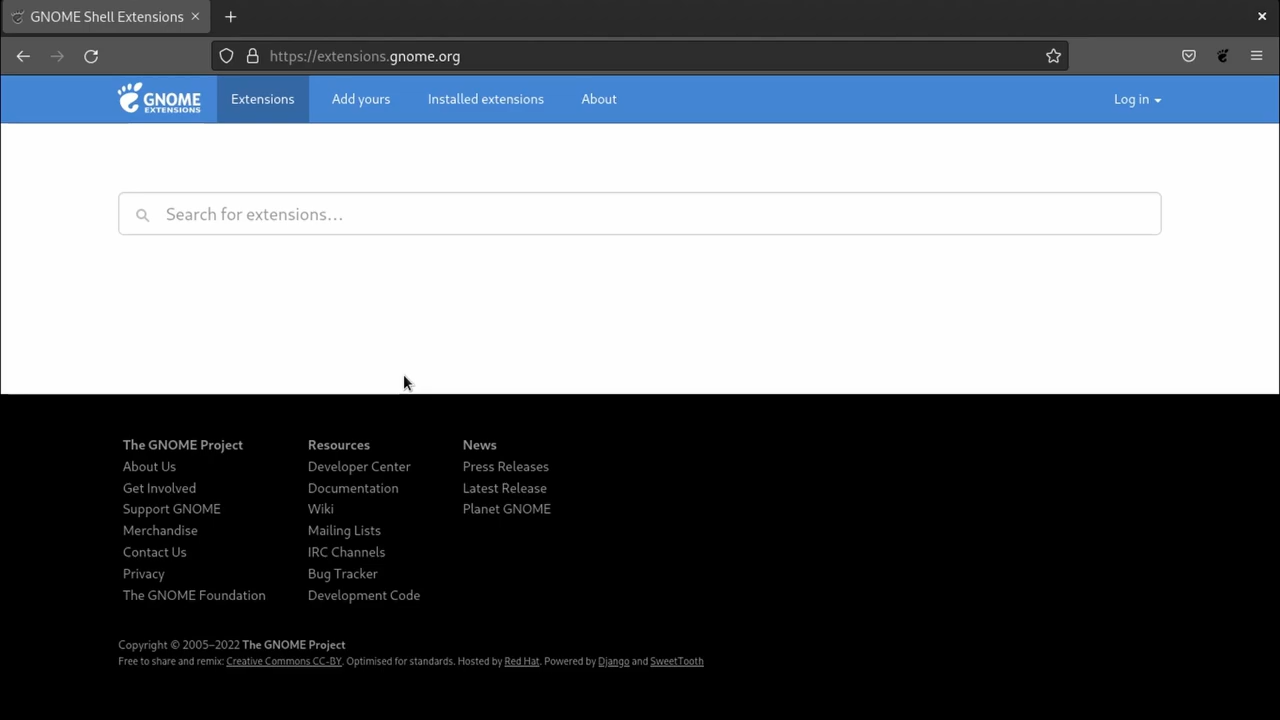 GNOME Shell Extensions
https://extensions.gnome.org
GNOME EXTENSIONS
Extensions
Add yours
Installed extensions
About
Log in
Search for extensions...
The GNOME Project
About Us
Get Involved
Support GNOME
Merchandise
Contact Us
Privacy
The GNOME Foundation
Resources
Developer Center
Documentation
Wiki
Mailing Lists
IRC Channels
Bug Tracker
Development Code
News
Press Releases
Latest Release
Planet GNOME
Copyright © 2005–2022 The GNOME Project
Free to share and remix: Creative Commons CC-BY. Optimised for standards. Hosted by Red Hat. Powered by Django and SweetTooth